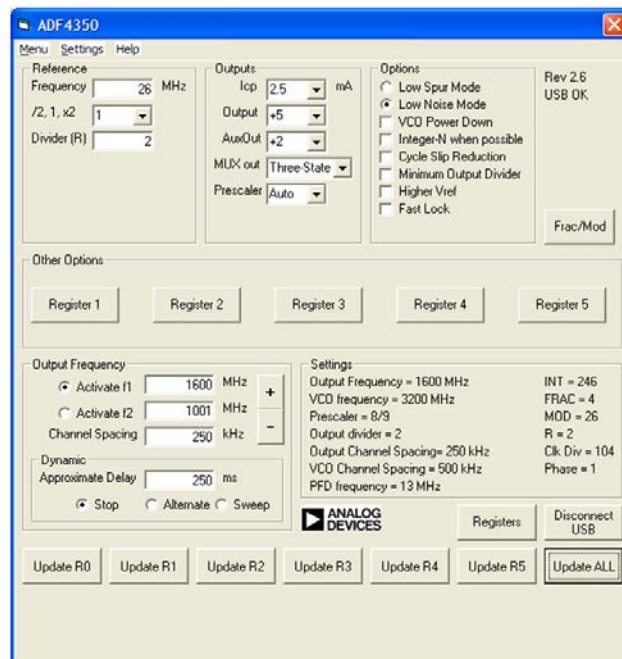 ADF4350
Menu Settings Help
Reference
Frequency 26 MHz
/2, 1, x2 1
Divider (R) 2
Outputs
Icp 2.5 mA
Output +5
AuxOut +2
MUX out Three-State
Prescaler Auto
Options
Low Spur Mode
Low Noise Mode
VCO Power Down
Integer-N when possible
Cycle Slip Reduction
Minimum Output Divider
Higher Vref
Fast Lock
Rev 2.6
USB OK
Frac/Mod
Other Options
Register 1 Register 2 Register 3 Register 4 Register 5
Output Frequency
Activate f1 1600 MHz +
Activate f2 1001 MHz −
Channel Spacing 250 kHz
Dynamic
Approximate Delay 250 ms
Stop Alternate Sweep
Settings
Output Frequency = 1600 MHz
VCO frequency = 3200 MHz
Prescaler = 8/9
Output divider = 2
Output Channel Spacing= 250 kHz
VCO Channel Spacing = 500 kHz
PFD frequency = 13 MHz
INT = 246
FRAC = 4
MOD = 26
R = 2
Clk Div = 104
Phase = 1
ANALOG
DEVICES
Registers
Disconnect
USB
Update R0 Update R1 Update R2 Update R3 Update R4 Update R5 Update ALL